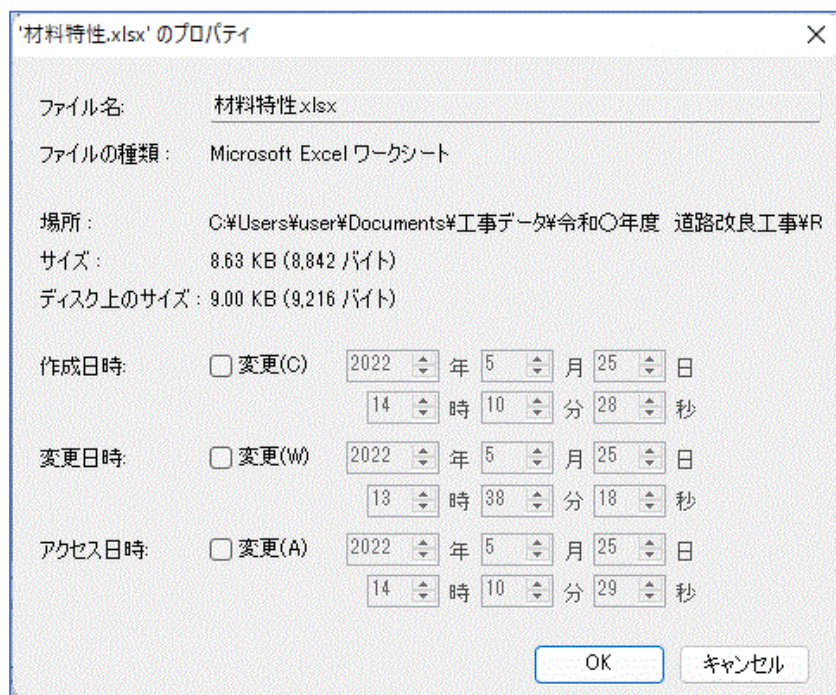 '材料特性.xlsx' のプロパティ
ファイル名: 材料特性.xlsx
ファイルの種類 : Microsoft Excel ワークシート
場所 : C:¥Users¥user¥Documents¥工事データ¥令和〇年度 道路改良工事¥R
サイズ : 8.63 KB (8,842 バイト)
ディスク上のサイズ : 9.00 KB (9,216 バイト)
作成日時: 変更(C) 2022 年 5 月 25 日
14 時 10 分 28 秒
変更日時: 変更(W) 2022 年 5 月 25 日
13 時 38 分 18 秒
アクセス日時: 変更(A) 2022 年 5 月 25 日
14 時 10 分 29 秒
OK キャンセル